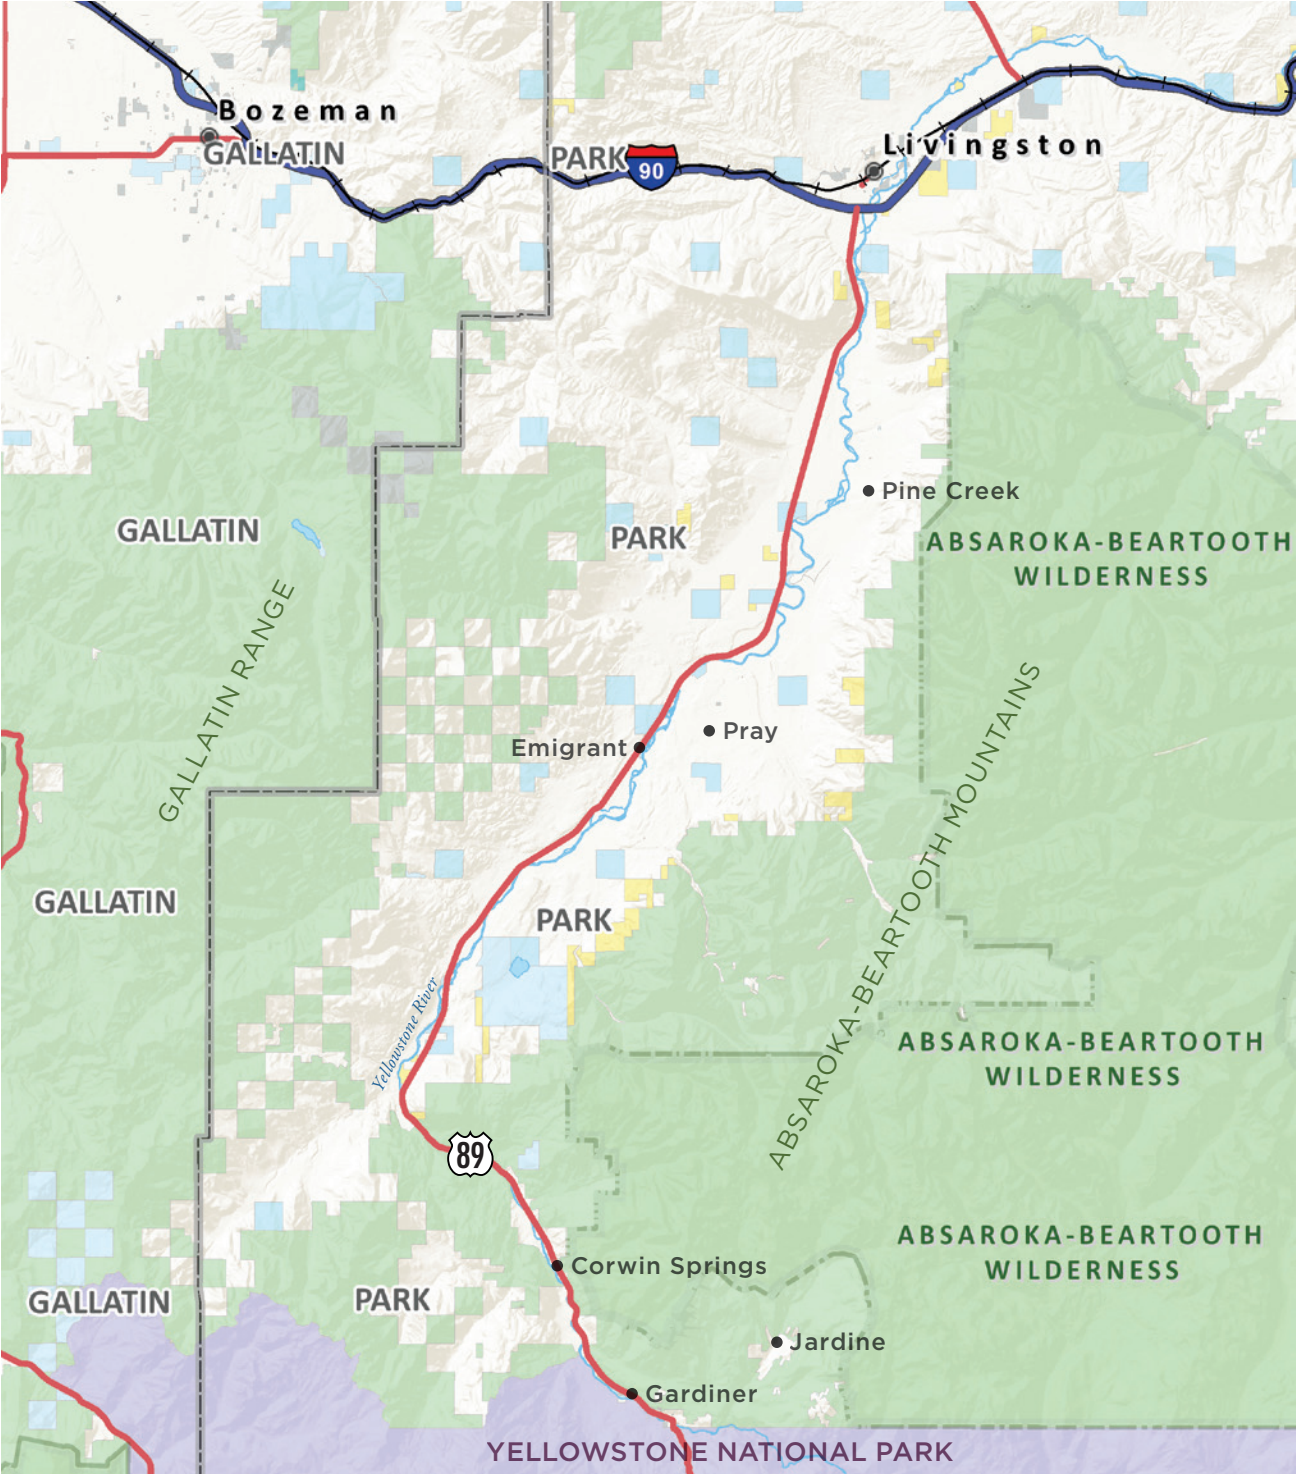 Bozeman
GALLATIN
PARK
90
Livingston
Pine Creek
GALLATIN
PARK
ABSAROKA-BEARTOOTH
WILDERNESS
GALLATIN RANGE
ABSAROKA-BEARTOOTH MOUNTAINS
Pray
Emigrant
GALLATIN
PARK
Yellowstone River
ABSAROKA-BEARTOOTH
WILDERNESS
89
ABSAROKA-BEARTOOTH
WILDERNESS
Corwin Springs
GALLATIN
PARK
Jardine
Gardiner
YELLOWSTONE NATIONAL PARK